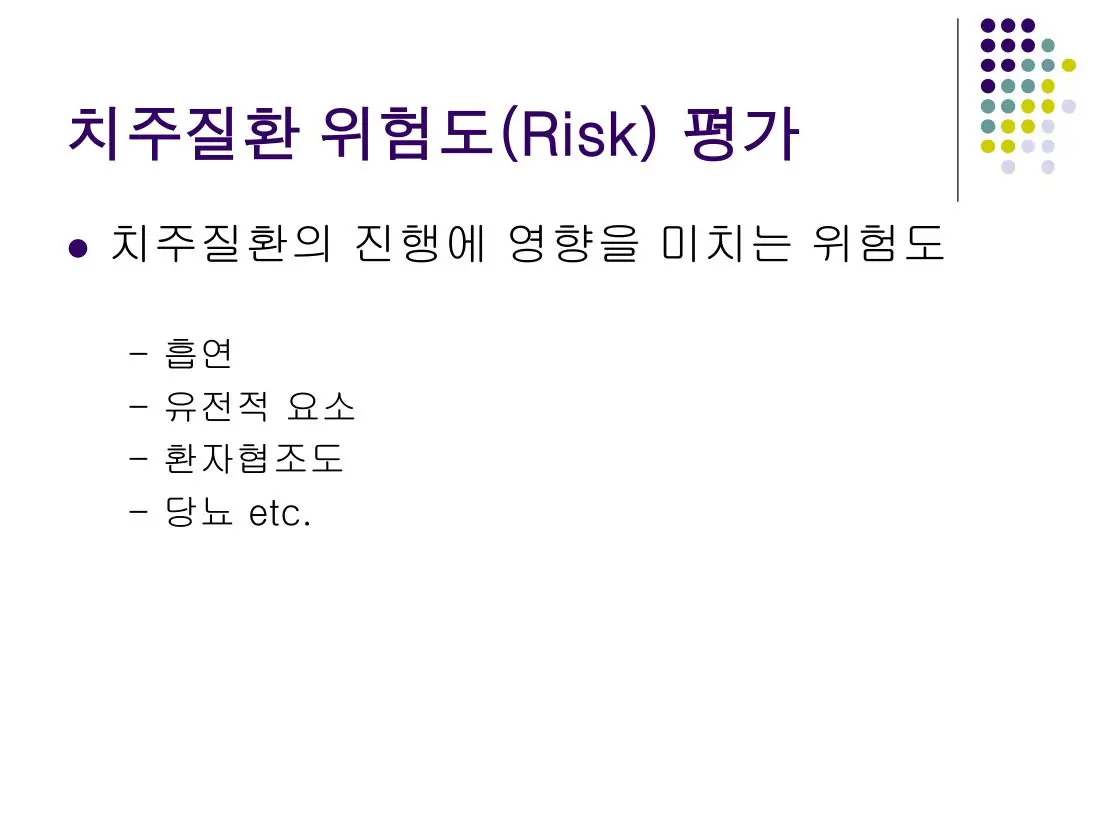 치주질환 위험도(Risk) 평가
● 치주질환의 진행에 영향을 미치는 위험도
– 흡연
– 유전적 요소
– 환자협조도
– 당뇨 etc.